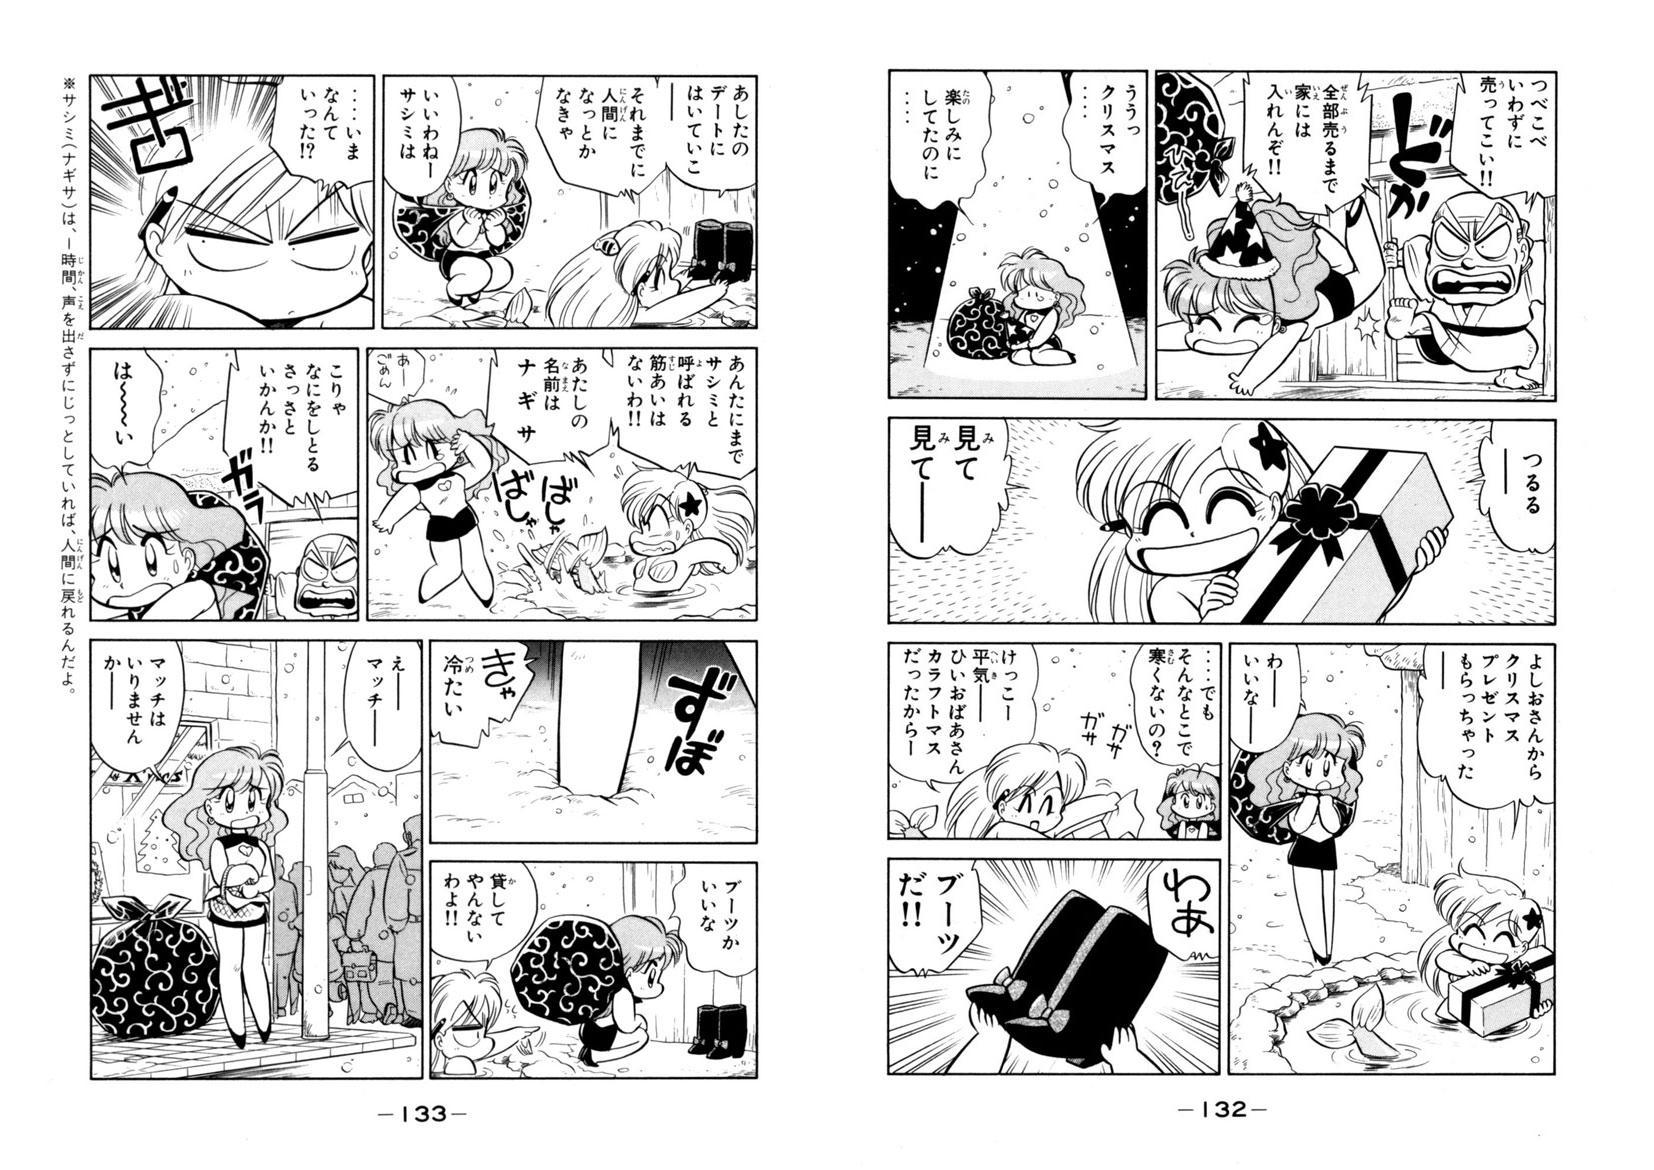 つべこべ
いわずに
売ってこい!!
全部売るまで
家には
入れんぞ!!
どかっ
ひぃ
ううっ
クリスマス
‥‥
楽しみに
してたのに
‥‥
つるる
ー
見て
見てーー
よしおさんから
クリスマス
プレゼント
もらっちゃった
ー
わー
いいなー
‥‥でも
そんなとこで
寒くないの?
けっこー
平気ーー
ひいおばあさん
カラフトマス
だったからー
ガサ
ガサ
わあ
ブーツ
だ!!
—132—
あしたの
デートに
はいていこ
ー
それまでに
人間に
なっとか
なきゃ
いいわねー
サシミは
‥‥いま
なんて
いった!?
ギロ
あんたにまで
サシミと
呼ばれる
筋あいは
ないわ!!
あたしの
名前は
ナギサ
ばしゃ
ばしゃ
あー
ごめん
こりゃ
なにをしとる
さっさと
いかんか!!
ガラッ
は〜〜い
ずぼ
きゃ
冷たい
ブーツか
いいな
貸して
やんない
わよ!!
えーー
マッチーー
マッチは
いりません
かーー
※サシミ(ナギサ)は、一時間、声を出さずにじっとしていれば、人間に戻れるんだよ。
—133—